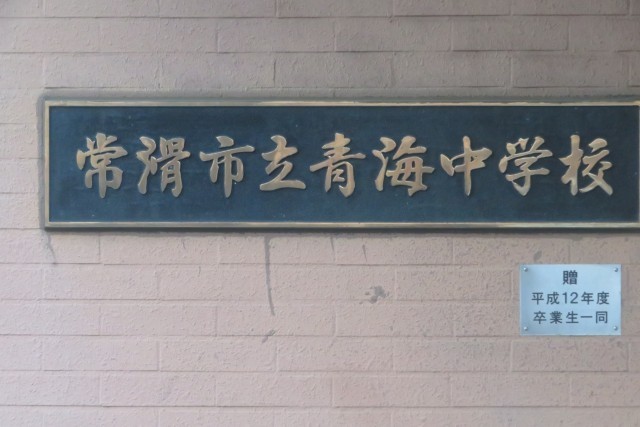 常滑市立青海中学校
贈
平成12年度
卒業生一同